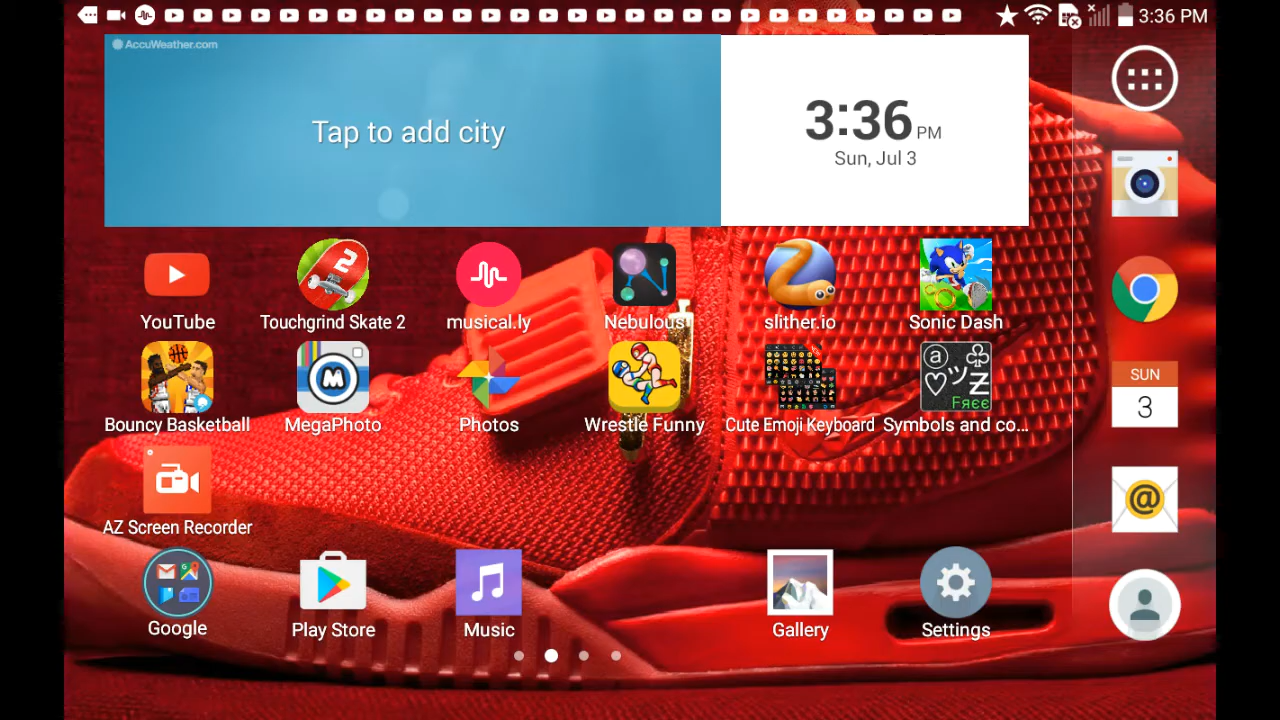 3:36 PM
AccuWeather.com
Tap to add city
3:36 PM
Sun, Jul 3
YouTube
Touchgrind Skate 2
musical.ly
Nebulous
slither.io
Sonic Dash
Bouncy Basketball
MegaPhoto
Photos
Wrestle Funny
Cute Emoji Keyboard
Symbols and co...
AZ Screen Recorder
Google
Play Store
Music
Gallery
Settings
SUN
3